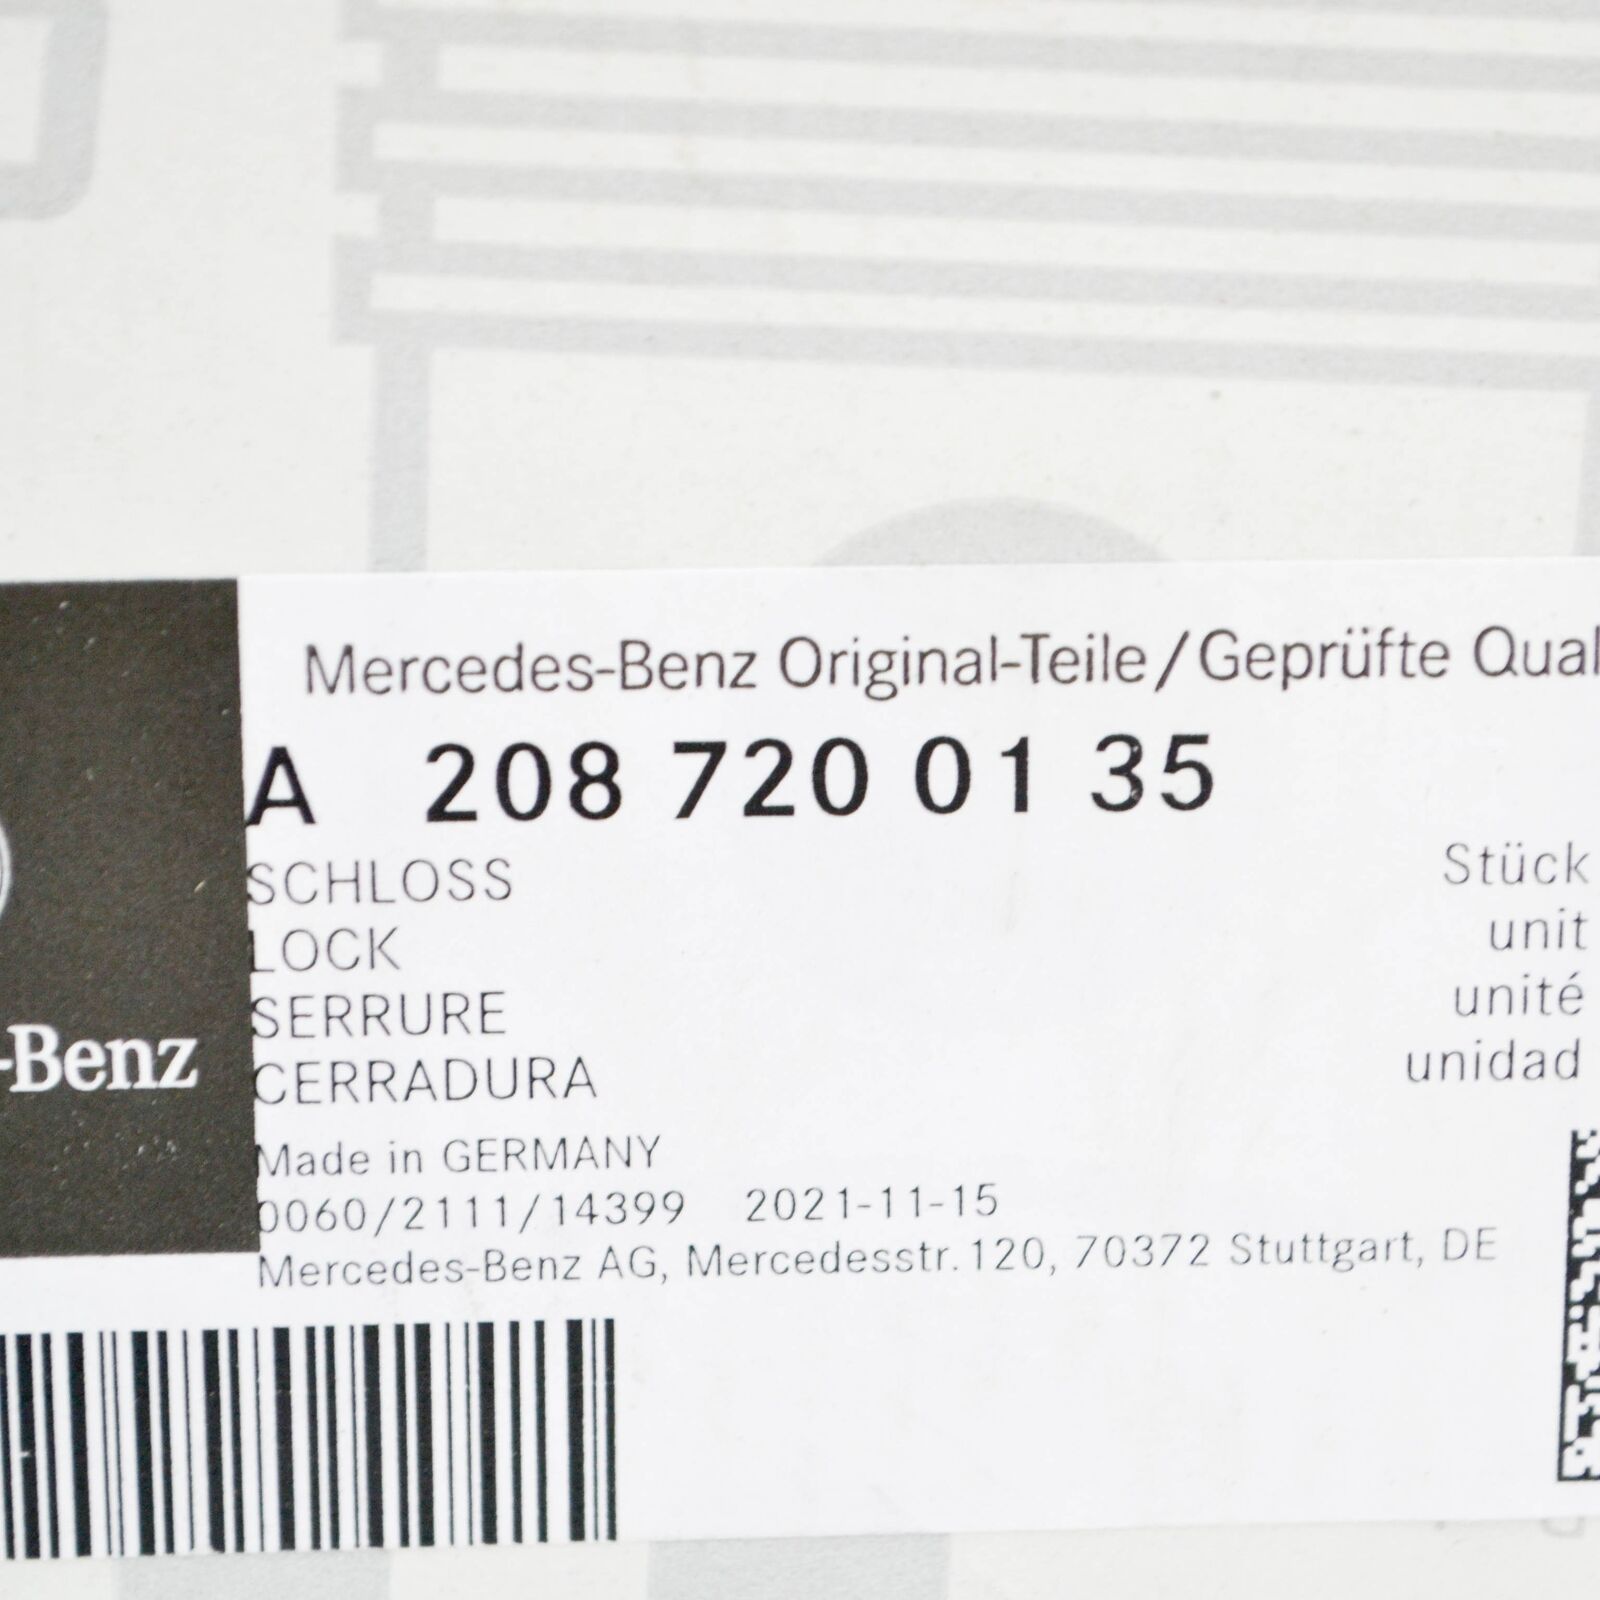 Mercedes-Benz Original-Teile/Geprüfte Qual
A 208 720 01 35
SCHLOSS
LOCK
SERRURE
CERRADURA
Stück
unit
unité
unidad
-Benz
Made in GERMANY
0060/2111/14399 2021-11-15
Mercedes-Benz AG, Mercedesstr. 120, 70372 Stuttgart, DE